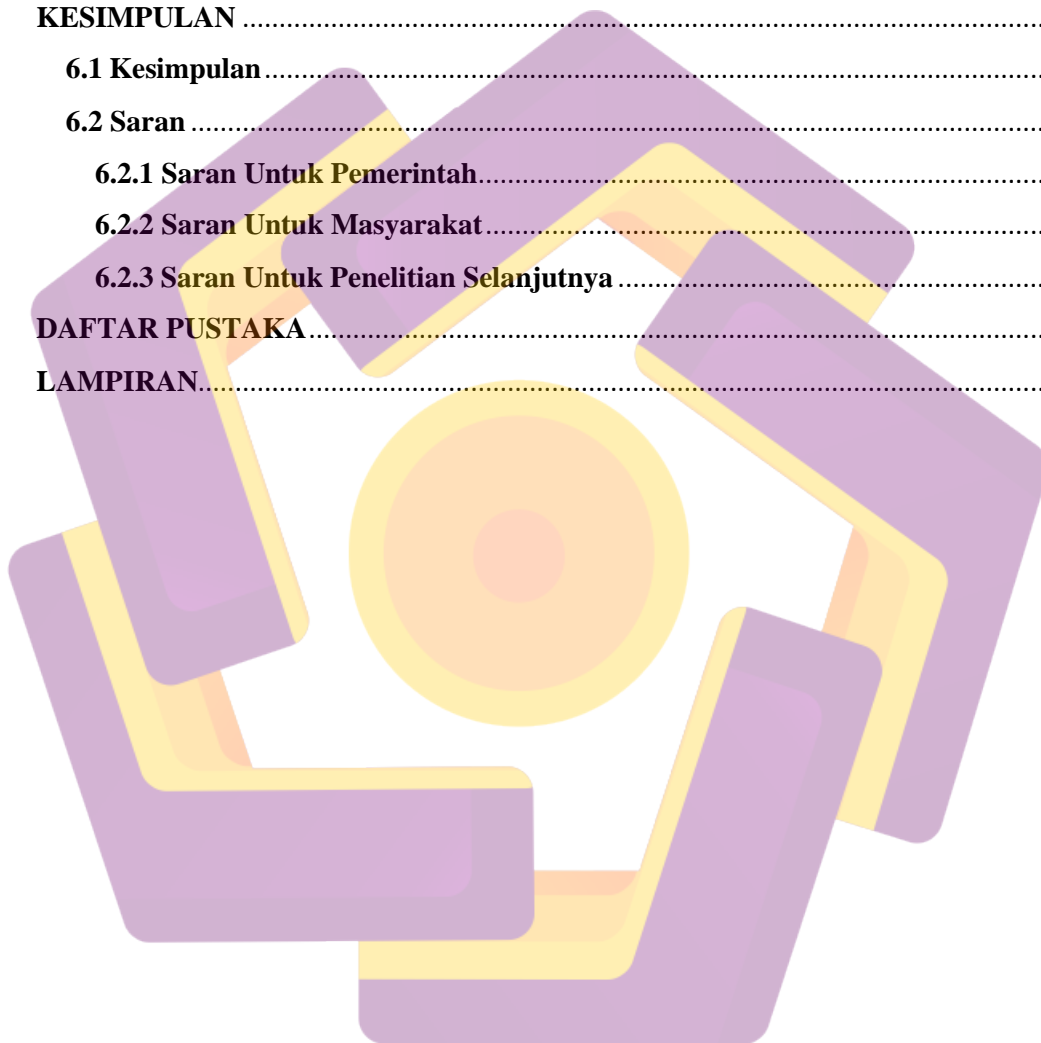 KESIMPULAN ........................................................................................................
6.1 Kesimpulan ........................................................................................................
6.2 Saran ........................................................................................................
6.2.1 Saran Untuk Pemerintah ........................................................................................
6.2.2 Saran Untuk Masyarakat ........................................................................................
6.2.3 Saran Untuk Penelitian Selanjutnya ........................................................................
DAFTAR PUSTAKA ........................................................................................................
LAMPIRAN ........................................................................................................